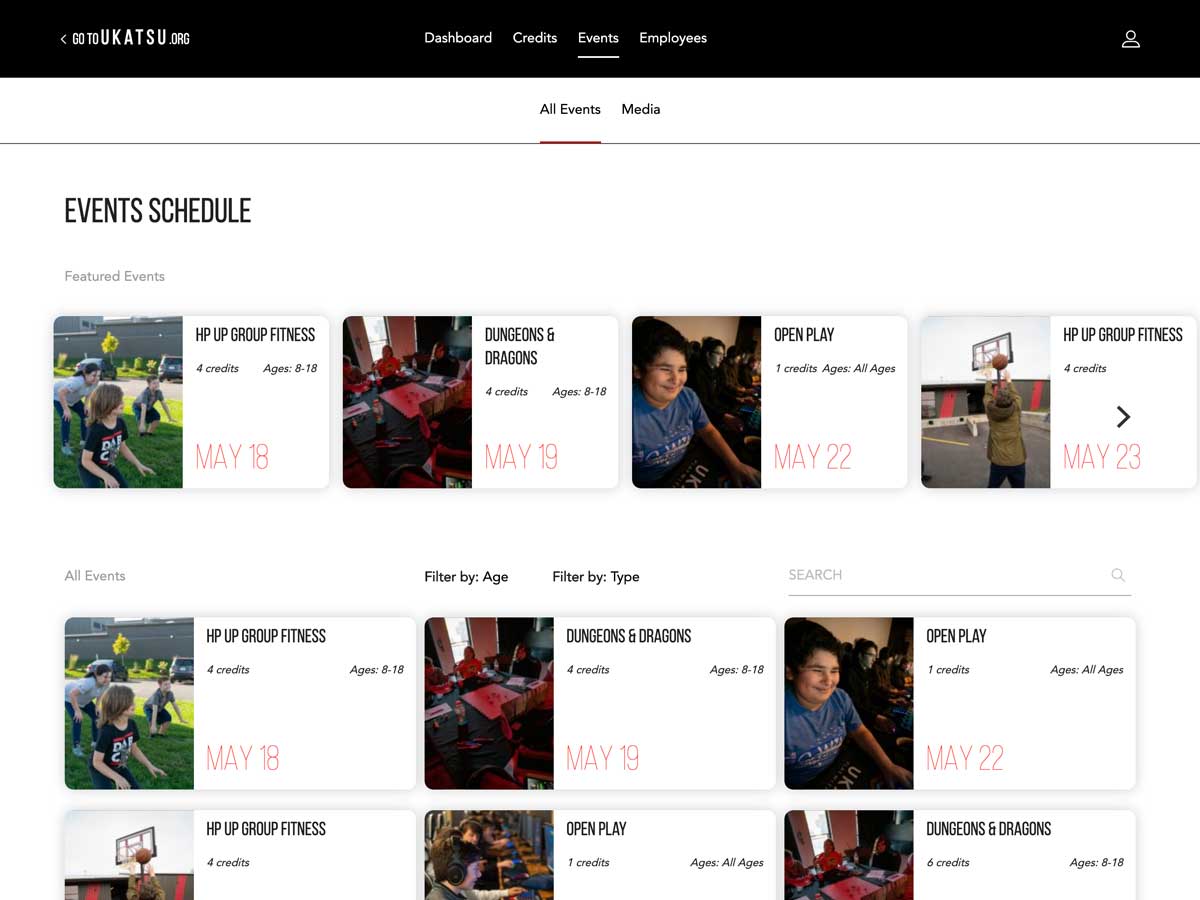 GO TO UKATSU.ORG
Dashboard Credits Events Employees
All Events Media
EVENTS SCHEDULE
Featured Events
HP UP GROUP FITNESS
4 credits Ages: 8-18
MAY 18
DUNGEONS &
DRAGONS
4 credits Ages: 8-18
MAY 19
OPEN PLAY
1 credits Ages: All Ages
MAY 22
HP UP GROUP FITNESS
4 credits
MAY 23
All Events
Filter by: Age
Filter by: Type
SEARCH
HP UP GROUP FITNESS
4 credits Ages: 8-18
MAY 18
DUNGEONS & DRAGONS
4 credits Ages: 8-18
MAY 19
OPEN PLAY
1 credits Ages: All Ages
MAY 22
HP UP GROUP FITNESS
4 credits
OPEN PLAY
1 credits Ages: All Ages
DUNGEONS & DRAGONS
6 credits Ages: 8-18